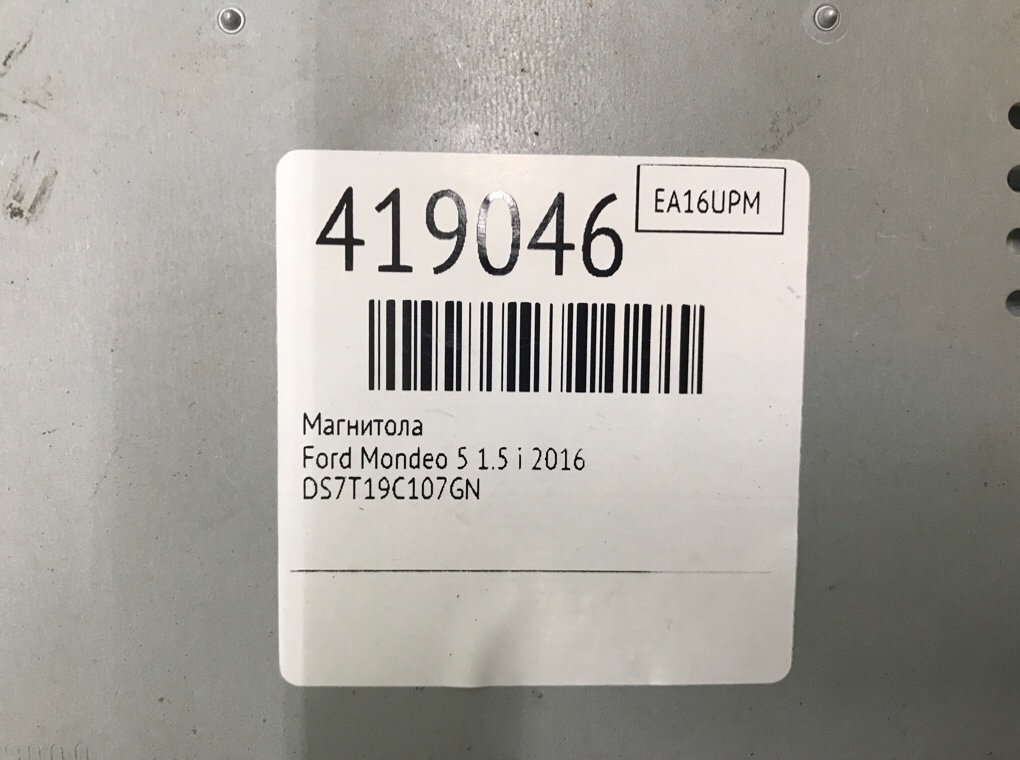 419046
EA16UPM
Магнитола
Ford Mondeo 5 1.5 i 2016
DS7T19C107GN